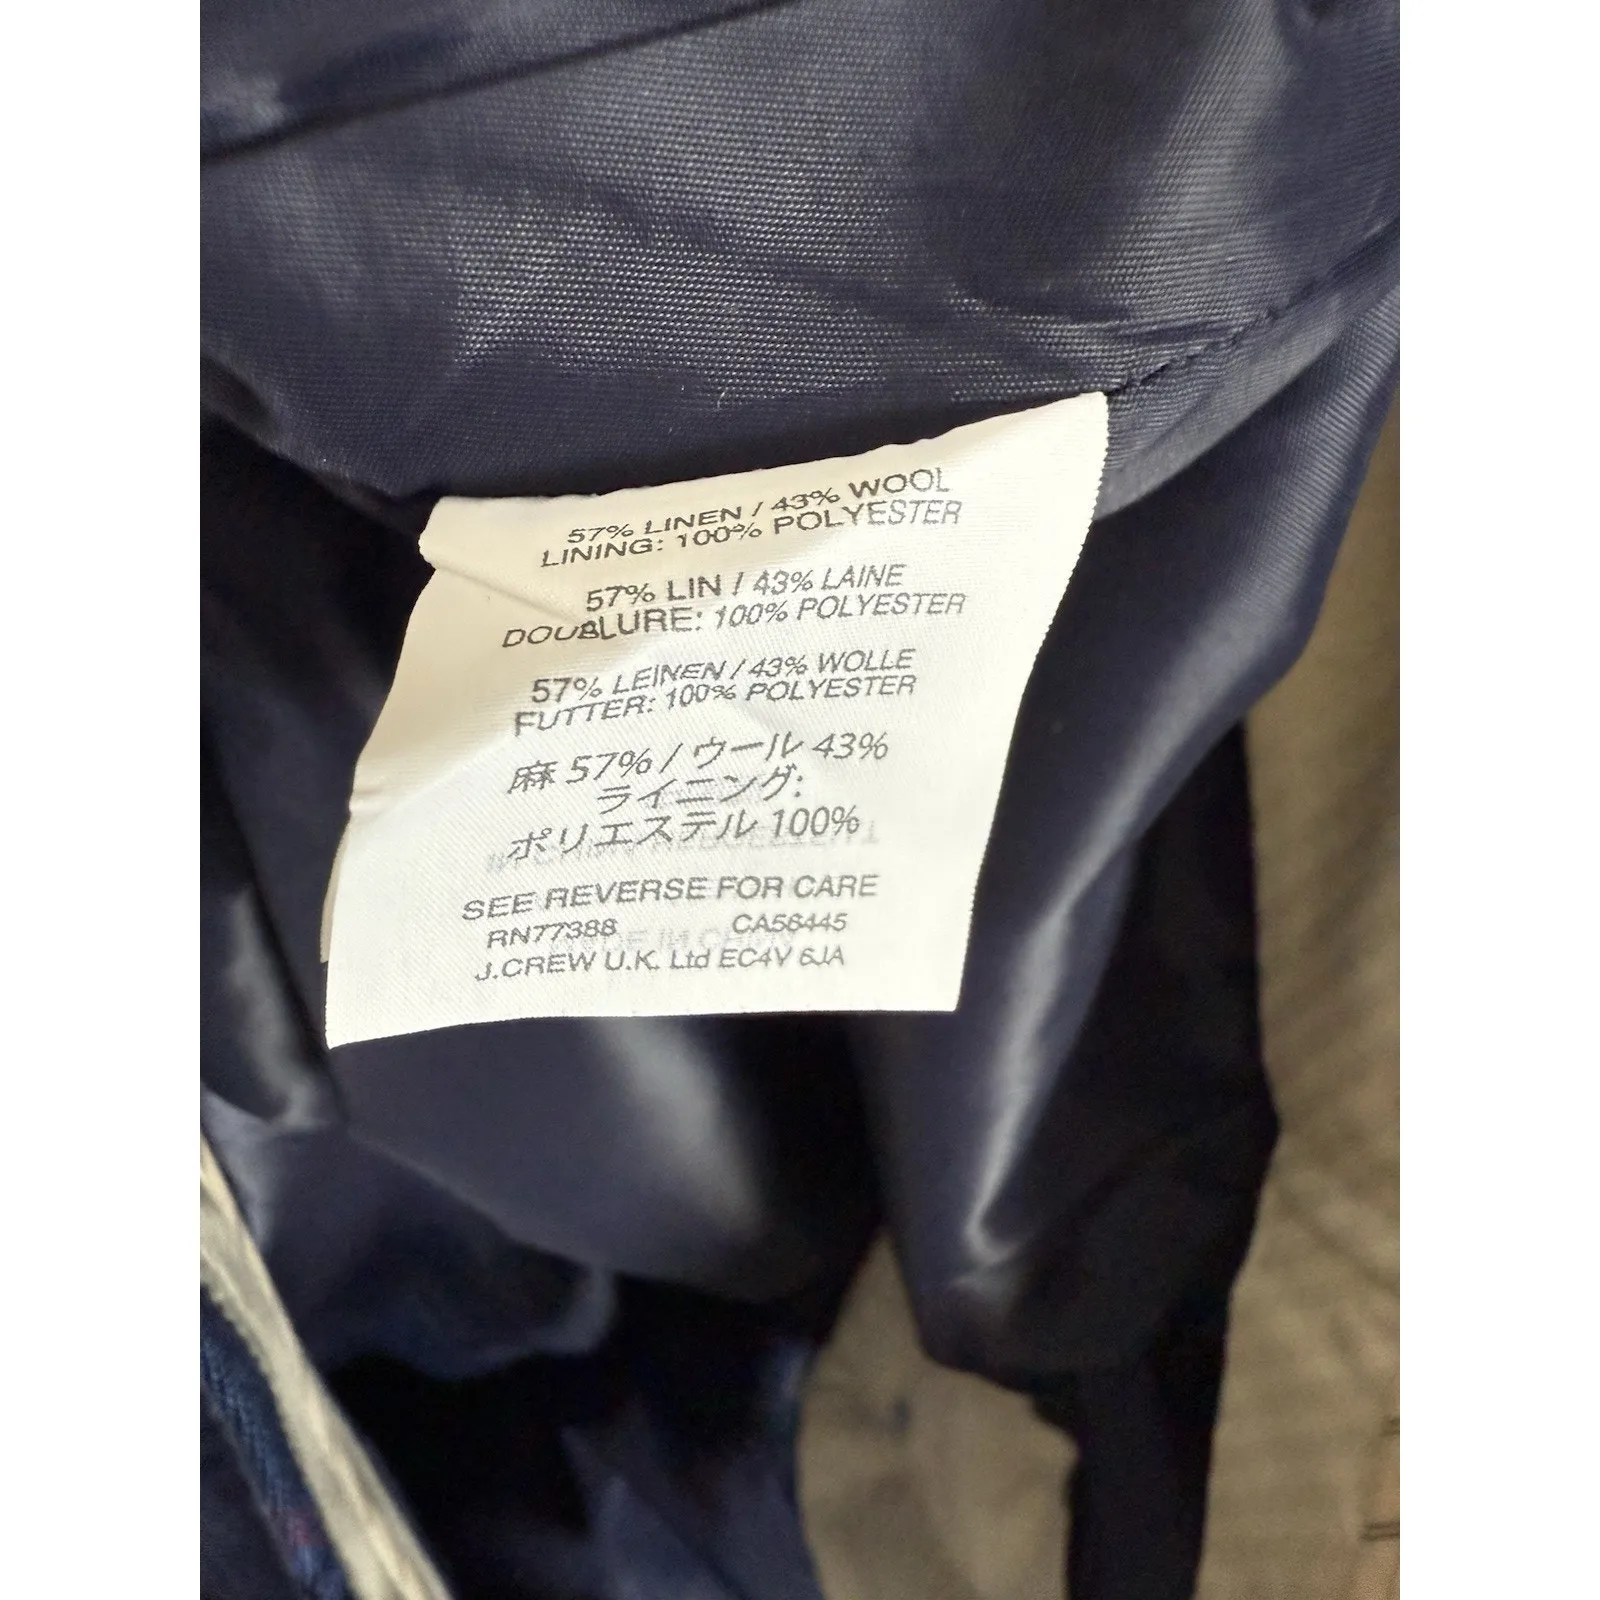 57% LINEN / 43% WOOL
LINING: 100% POLYESTER
57% LIN / 43% LAINE
DOUBLURE: 100% POLYESTER
57% LEINEN / 43% WOLLE
FUTTER: 100% POLYESTER
麻 57% / ウール 43%
ライニング:
ポリエステル 100%
SEE REVERSE FOR CARE
RN77388 CA56445
J.CREW U.K. Ltd EC4V 6JA